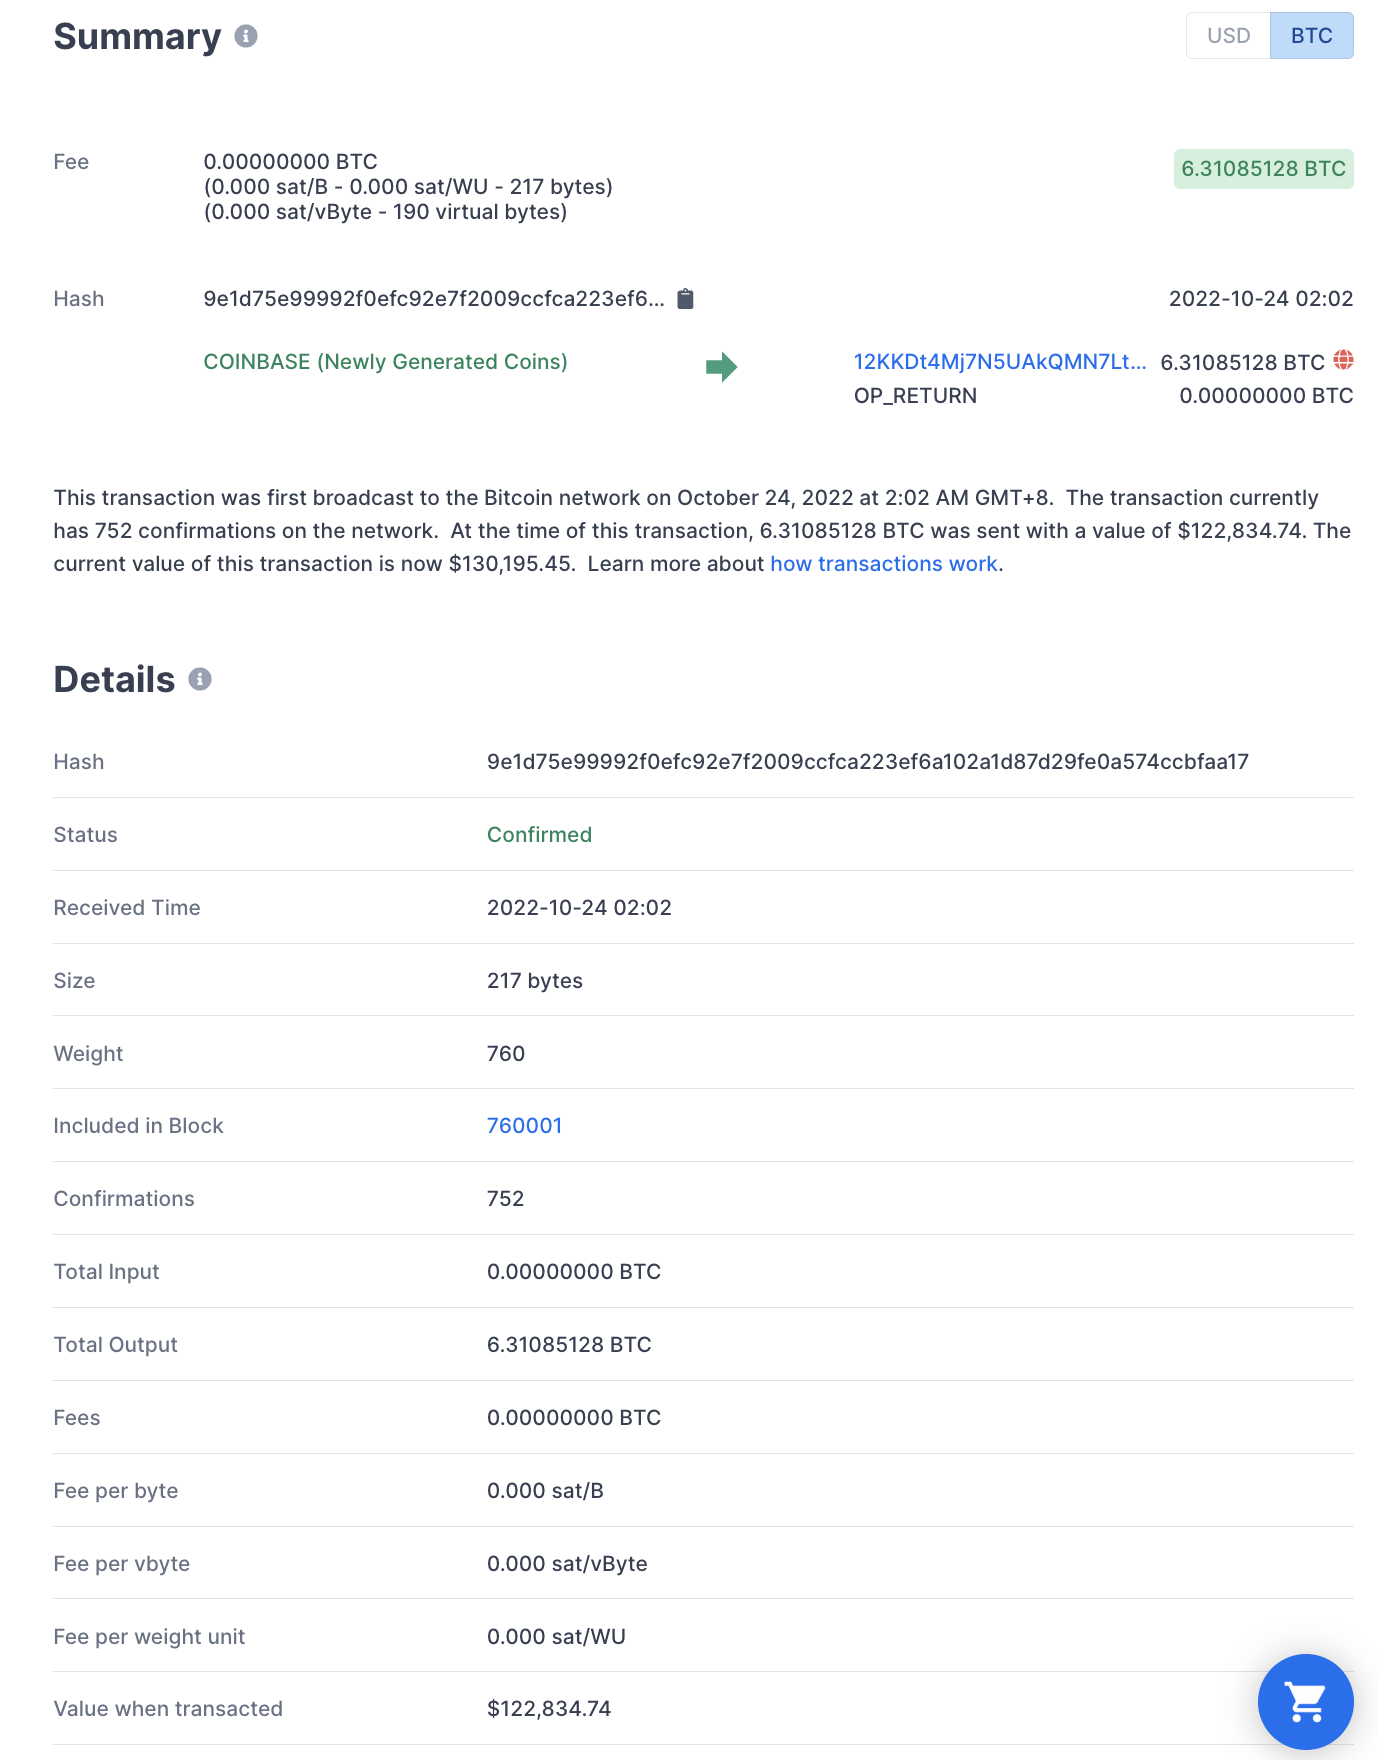 Summary
USD BTC
Fee 0.00000000 BTC 6.31085128 BTC
(0.000 sat/B - 0.000 sat/WU - 217 bytes)
(0.000 sat/vByte - 190 virtual bytes)
Hash 9e1d75e99992f0efc92e7f2009ccfca223ef6... 2022-10-24 02:02
COINBASE (Newly Generated Coins) 12KKDt4Mj7N5UAkQMN7Lt... 6.31085128 BTC
OP_RETURN 0.00000000 BTC
This transaction was first broadcast to the Bitcoin network on October 24, 2022 at 2:02 AM GMT+8. The transaction currently
has 752 confirmations on the network. At the time of this transaction, 6.31085128 BTC was sent with a value of $122,834.74. The
current value of this transaction is now $130,195.45. Learn more about how transactions work.
Details
Hash 9e1d75e99992f0efc92e7f2009ccfca223ef6a102a1d87d29fe0a574ccbfaa17
Status Confirmed
Received Time 2022-10-24 02:02
Size 217 bytes
Weight 760
Included in Block 760001
Confirmations 752
Total Input 0.00000000 BTC
Total Output 6.31085128 BTC
Fees 0.00000000 BTC
Fee per byte 0.000 sat/B
Fee per vbyte 0.000 sat/vByte
Fee per weight unit 0.000 sat/WU
Value when transacted $122,834.74